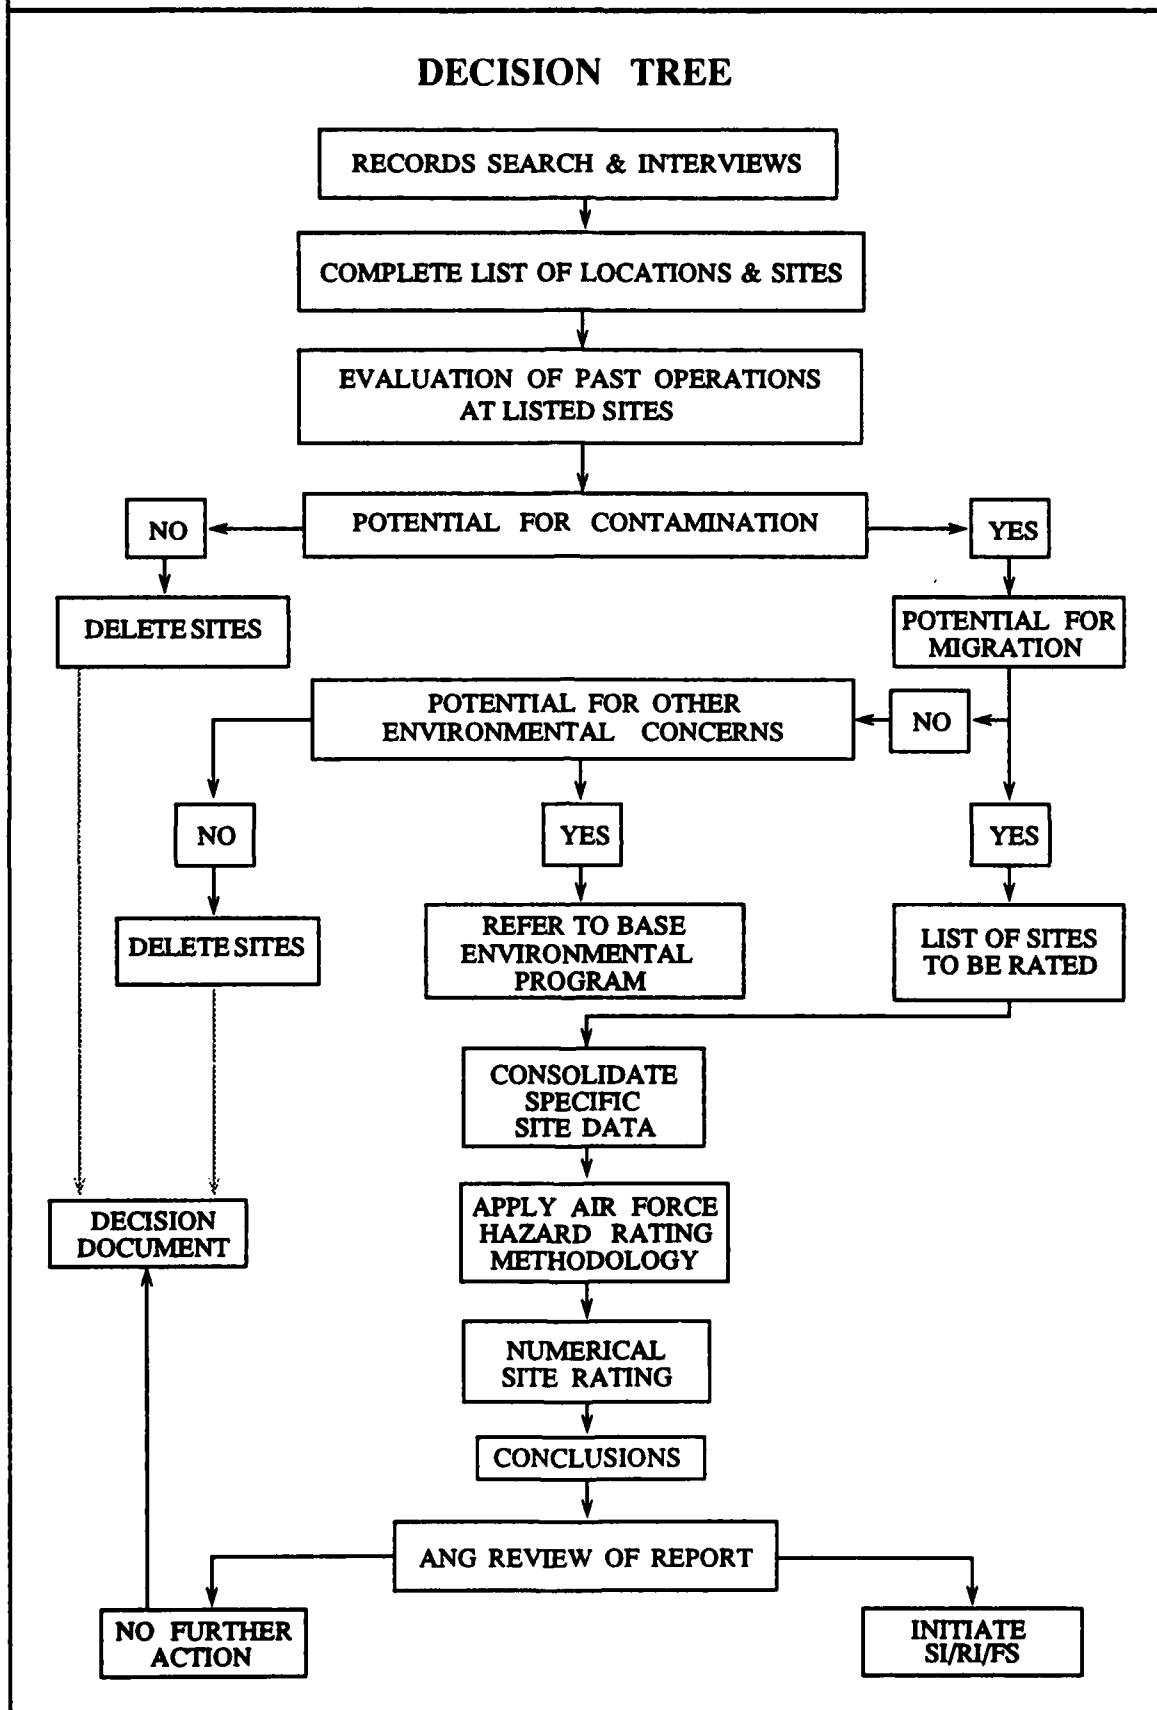 DECISION TREE
RECORDS SEARCH & INTERVIEWS
COMPLETE LIST OF LOCATIONS & SITES
EVALUATION OF PAST OPERATIONS
AT LISTED SITES
NO
POTENTIAL FOR CONTAMINATION
YES
DELETE SITES
POTENTIAL FOR
MIGRATION
POTENTIAL FOR OTHER
ENVIRONMENTAL CONCERNS
NO
NO
YES
YES
DELETE SITES
REFER TO BASE
ENVIRONMENTAL
PROGRAM
LIST OF SITES
TO BE RATED
CONSOLIDATE
SPECIFIC
SITE DATA
DECISION
DOCUMENT
APPLY AIR FORCE
HAZARD RATING
METHODOLOGY
NUMERICAL
SITE RATING
CONCLUSIONS
ANG REVIEW OF REPORT
NO FURTHER
ACTION
INITIATE
SI/RI/FS